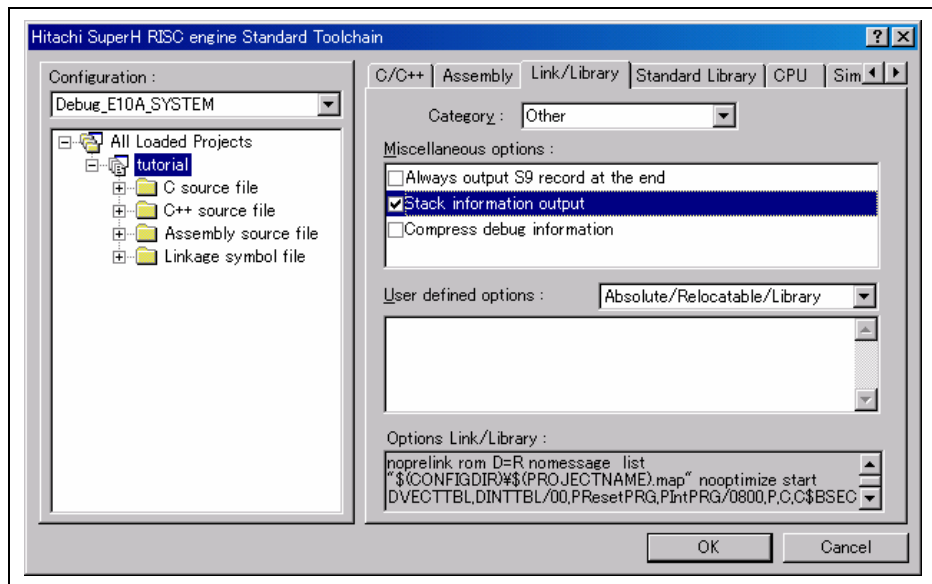 Hitachi SuperH RISC engine Standard Toolchain
Configuration :
Debug_E10A_SYSTEM
All Loaded Projects
tutorial
C source file
C++ source file
Assembly source file
Linkage symbol file
C/C++ Assembly Link/Library Standard Library CPU Sim
Category : Other
Miscellaneous options :
Always output S9 record at the end
Stack information output
Compress debug information
User defined options : Absolute/Relocatable/Library
Options Link/Library :
noprelink rom D=R nomessage list
"$(CONFIGDIR)¥$(PROJECTNAME).map" nooptimize start
DVECTTBL,DINTTBL/00,PResetPRG,PIntPRG/0800,P,C,C$BSEC
OK Cancel